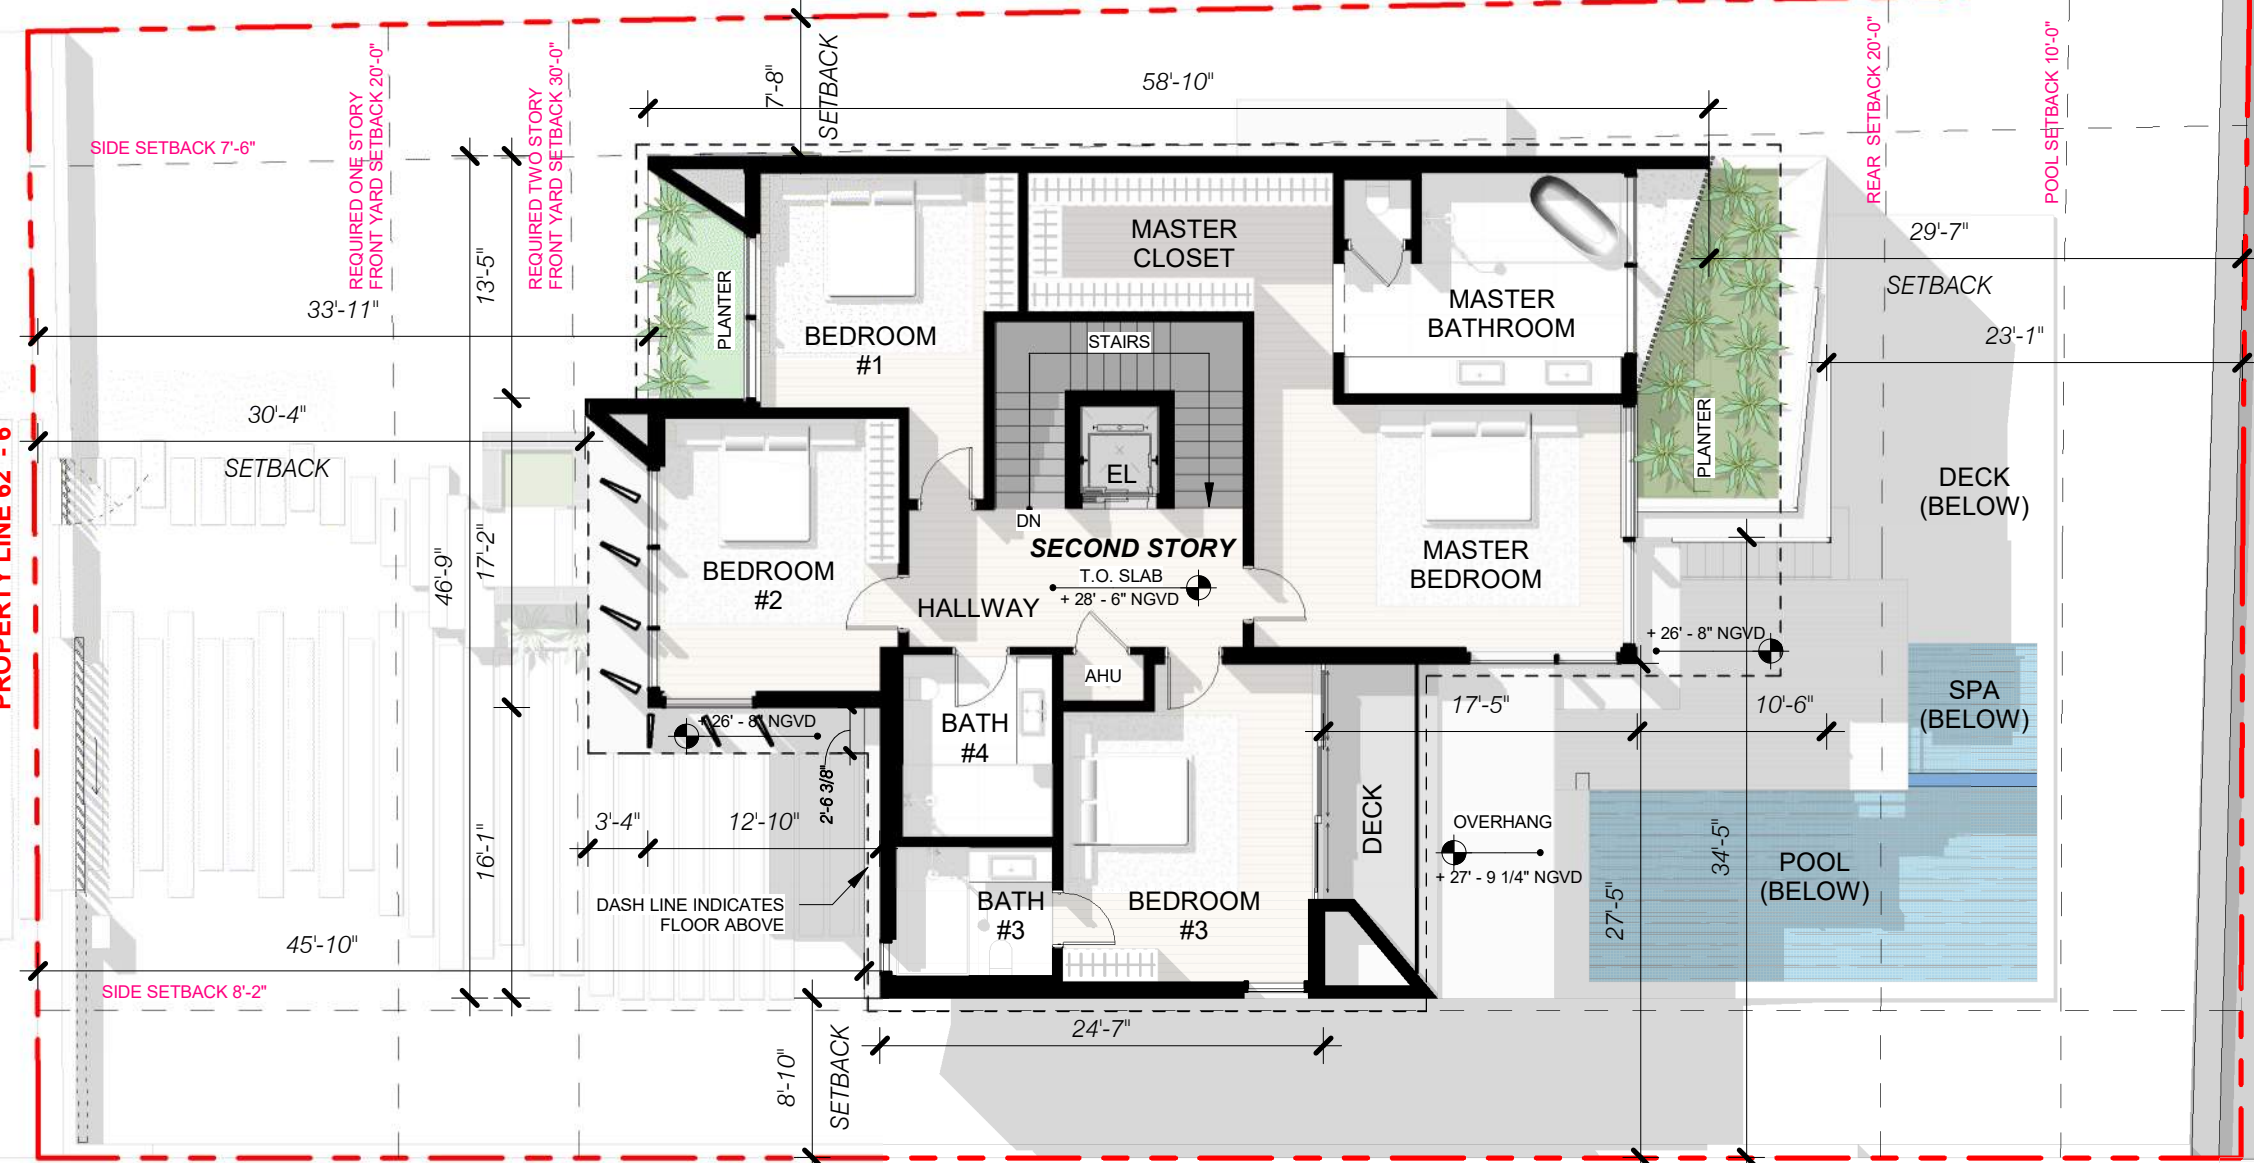 58'-10"
7'-8"
SETBACK
REQUIRED ONE STORY
FRONT YARD SETBACK 20'-0"
REQUIRED TWO STORY
FRONT YARD SETBACK 30'-0"
REAR SETBACK 20'-0"
POOL SETBACK 10'-0"
SIDE SETBACK 7'-6"
13'-5"
33'-11"
30'-4"
SETBACK
PLANTER
BEDROOM
#1
MASTER
CLOSET
STAIRS
MASTER
BATHROOM
29'-7"
SETBACK
23'-1"
PLANTER
DECK
(BELOW)
PROPERTY LINE 62' - 6"
46'-9"
17'-2"
BEDROOM
#2
EL
DN
SECOND STORY
T.O. SLAB
+ 28' - 6" NGVD
HALLWAY
MASTER
BEDROOM
+ 26' - 8" NGVD
AHU
17'-5"
10'-6"
SPA
(BELOW)
+ 26' - 8" NGVD
2'-6 3/8"
BATH
#4
3'-4"
12'-10"
16'-1"
DECK
OVERHANG
+ 27' - 9 1/4" NGVD
34'-5"
27'-5"
POOL
(BELOW)
DASH LINE INDICATES
FLOOR ABOVE
BATH
#3
BEDROOM
#3
45'-10"
SIDE SETBACK 8'-2"
24'-7"
8'-10"
SETBACK